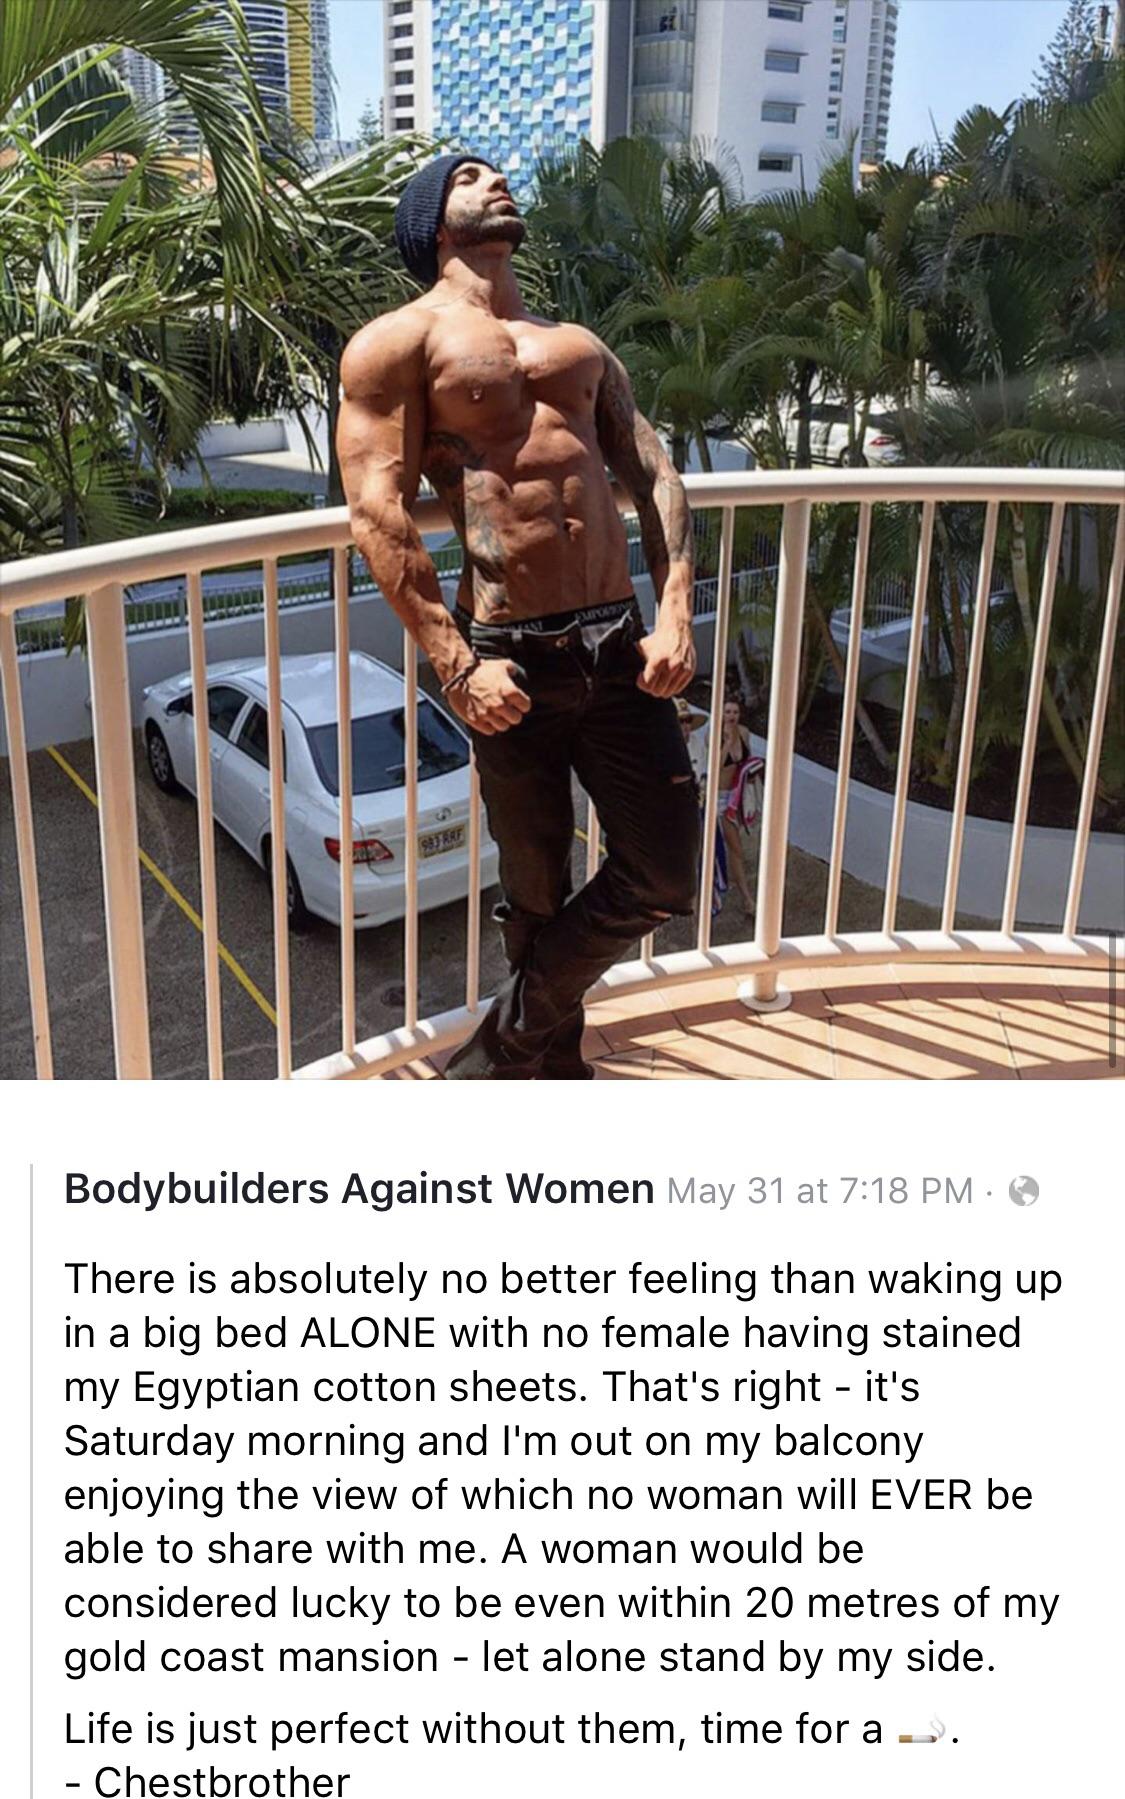 EMPORIO
983 RRF
Bodybuilders Against Women May 31 at 7:18 PM ·
There is absolutely no better feeling than waking up
in a big bed ALONE with no female having stained
my Egyptian cotton sheets. That's right - it's
Saturday morning and I'm out on my balcony
enjoying the view of which no woman will EVER be
able to share with me. A woman would be
considered lucky to be even within 20 metres of my
gold coast mansion - let alone stand by my side.
Life is just perfect without them, time for a 🚬.
- Chestbrother